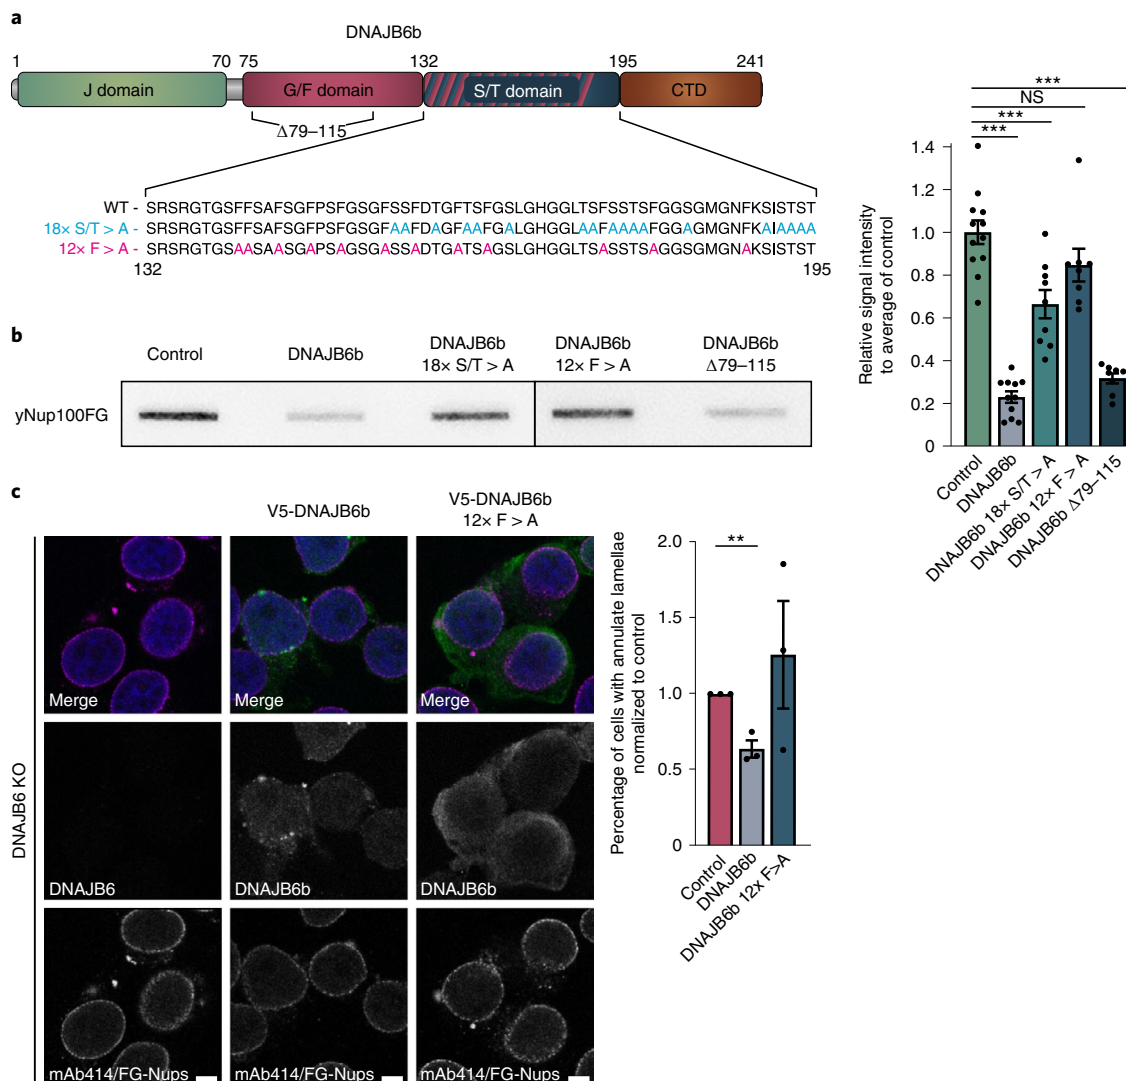 a
DNAJB6b
1 70 75 132 195 241
J domain G/F domain S/T domain CTD
Δ79–115
WT - SRSRGTGSFFSAFSGFPSFGSGFSSFDTGFTSFGSLGHGGLTSFSSTSFGGSGMGNFKSISTST
18× S/T > A - SRSRGTGSFFSAFSGFPSFGSGFAAFDAGFAAFGALGHGGLAAFAAAAFGGAGMGNFKAIAAAA
12× F > A - SRSRGTGSAASASASGAPSAGSGASSADTGATSAGSLGHGGLTSASSTSAGGSGMGNAKSISTST
132 195
***
NS
***
***
Relative signal intensity
to average of control
1.4
1.2
1.0
0.8
0.6
0.4
0.2
0
Control
DNAJB6b
DNAJB6b 18× S/T > A
DNAJB6b 12× F > A
DNAJB6b Δ79–115
b
Control
DNAJB6b
DNAJB6b
18× S/T > A
DNAJB6b
12× F > A
DNAJB6b
Δ79–115
yNup100FG
c
V5-DNAJB6b
V5-DNAJB6b
12× F > A
DNAJB6 KO
Merge Merge Merge
DNAJB6 DNAJB6b DNAJB6b
mAb414/FG-Nups mAb414/FG-Nups mAb414/FG-Nups
Percentage of cells with annulate lamellae
normalized to control
**
2.0
1.5
1.0
0.5
0
Control
DNAJB6b
DNAJB6b 12x F>A